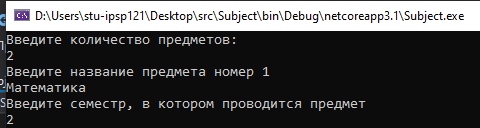 D:\Users\stu-ipsp121\Desktop\src\Subject\bin\Debug\netcoreapp3.1\Subject.exe
Введите количество предметов:
2
Введите название предмета номер 1
Математика
Введите семестр, в котором проводится предмет
2